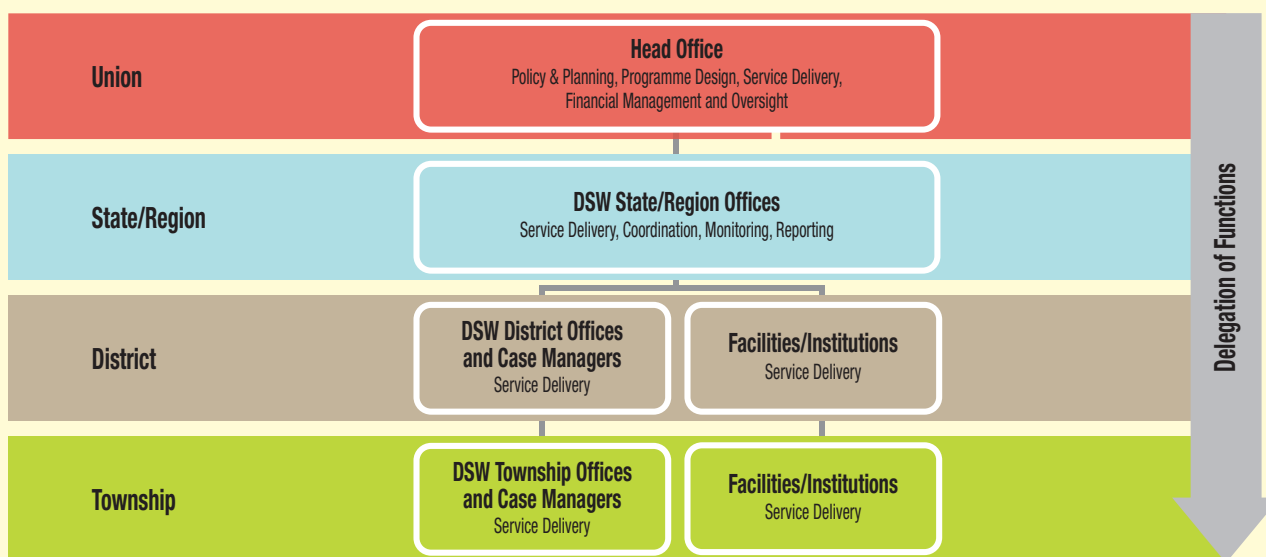 Union
Head Office
Policy & Planning, Programme Design, Service Delivery,
Financial Management and Oversight
State/Region
DSW State/Region Offices
Service Delivery, Coordination, Monitoring, Reporting
District
DSW District Offices
and Case Managers
Service Delivery
Facilities/Institutions
Service Delivery
Township
DSW Township Offices
and Case Managers
Service Delivery
Facilities/Institutions
Service Delivery
Delegation of Functions